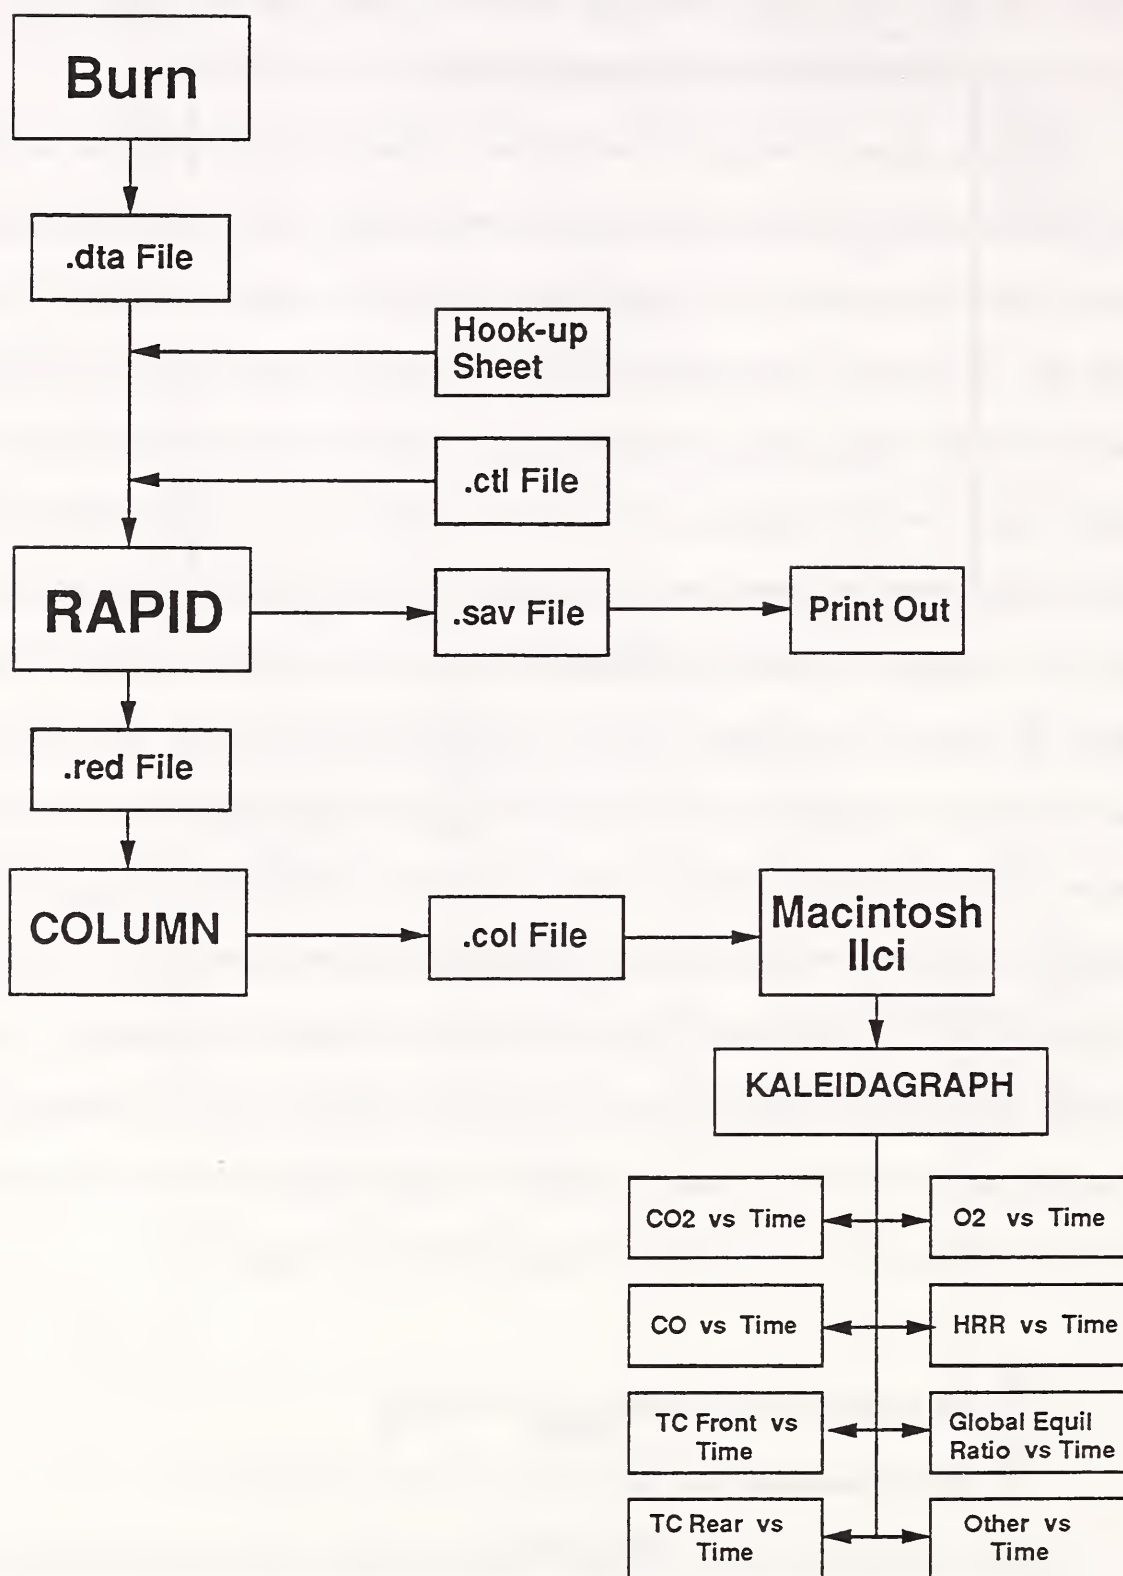 Burn
.dta File
Hook-up
Sheet
.ctl File
RAPID
.sav File
Print Out
.red File
COLUMN
.col File
Macintosh
IIci
KALEIDAGRAPH
CO2 vs Time
O2 vs Time
CO vs Time
HRR vs Time
TC Front vs
Time
Global Equil
Ratio vs Time
TC Rear vs
Time
Other vs
Time